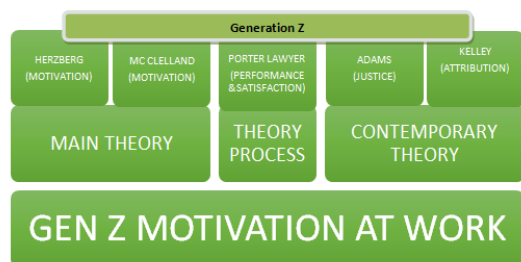 Generation Z
HERZBERG
(MOTIVATION)
MC CLELLAND
(MOTIVATION)
PORTER LAWYER
(PERFORMANCE
&SATISFACTION)
ADAMS
(JUSTICE)
KELLEY
(ATTRIBUTION)
MAIN THEORY
THEORY
PROCESS
CONTEMPORARY
THEORY
GEN Z MOTIVATION AT WORK